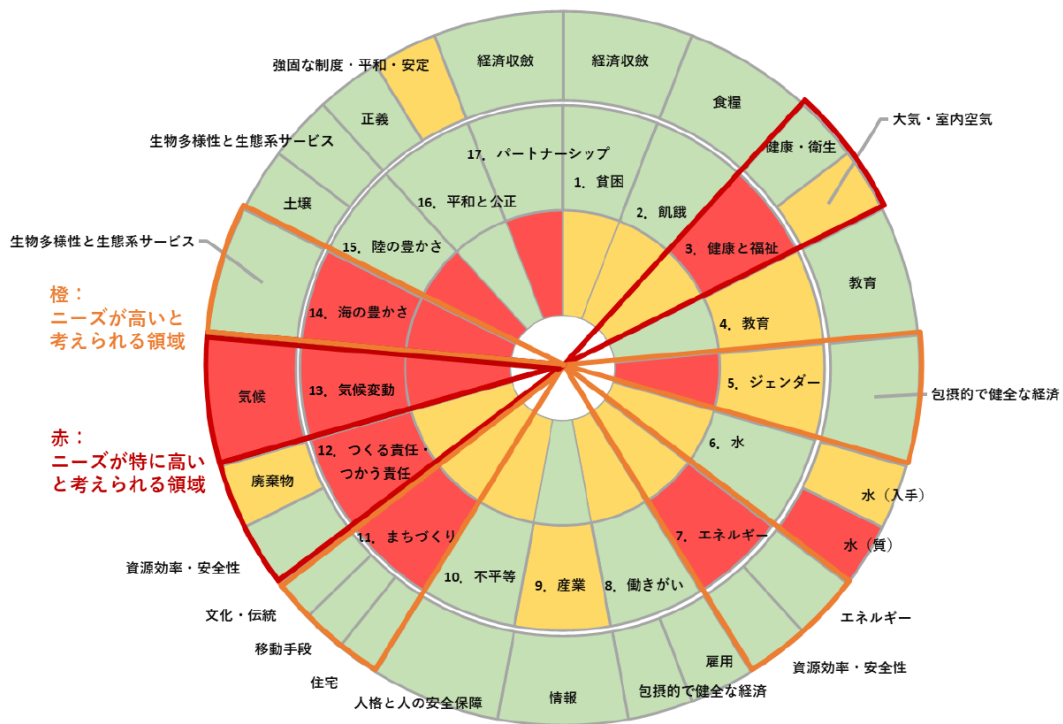 経済収斂
経済収斂
強固な制度・平和・安定
食糧
正義
大気・室内空気
生物多様性と生態系サービス
健康・衛生
17. パートナーシップ
1. 貧困
16. 平和と公正
2. 飢餓
土壌
15. 陸の豊かさ
3. 健康と福祉
生物多様性と生態系サービス
教育
橙:
ニーズが高いと
考えられる領域
14. 海の豊かさ
4. 教育
気候
13. 気候変動
5. ジェンダー
包摂的で健全な経済
赤:
ニーズが特に高い
と考えられる領域
12. つくる責任・
つかう責任
6. 水
廃棄物
水(入手)
11. まちづくり
7. エネルギー
水(質)
資源効率・安全性
10. 不平等
9. 産業
8. 働きがい
文化・伝統
エネルギー
移動手段
雇用
資源効率・安全性
住宅
包摂的で健全な経済
人格と人の安全保障
情報